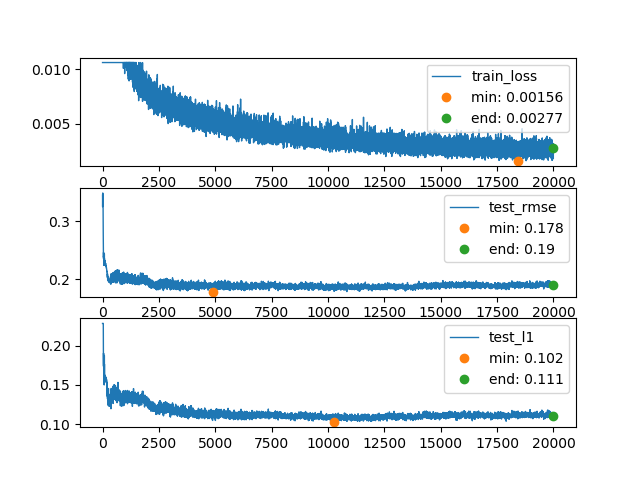 0.010
0.005
train_loss
min: 0.00156
end: 0.00277
0 2500 5000 7500 10000 12500 15000 17500 20000
0.3
0.2
test_rmse
min: 0.178
end: 0.19
0 2500 5000 7500 10000 12500 15000 17500 20000
0.20
0.15
0.10
test_l1
min: 0.102
end: 0.111
0 2500 5000 7500 10000 12500 15000 17500 20000